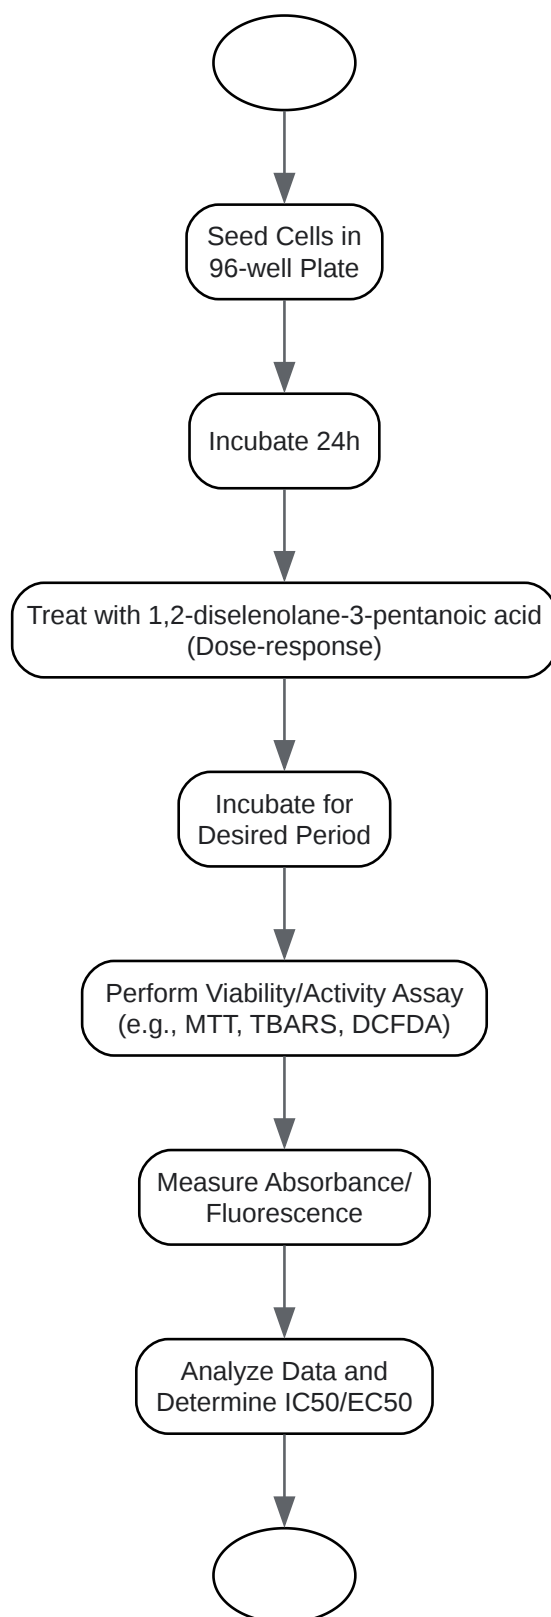 Seed Cells in
96-well Plate
Incubate 24h
Treat with 1,2-diselenolane-3-pentanoic acid
(Dose-response)
Incubate for
Desired Period
Perform Viability/Activity Assay
(e.g., MTT, TBARS, DCFDA)
Measure Absorbance/
Fluorescence
Analyze Data and
Determine IC50/EC50